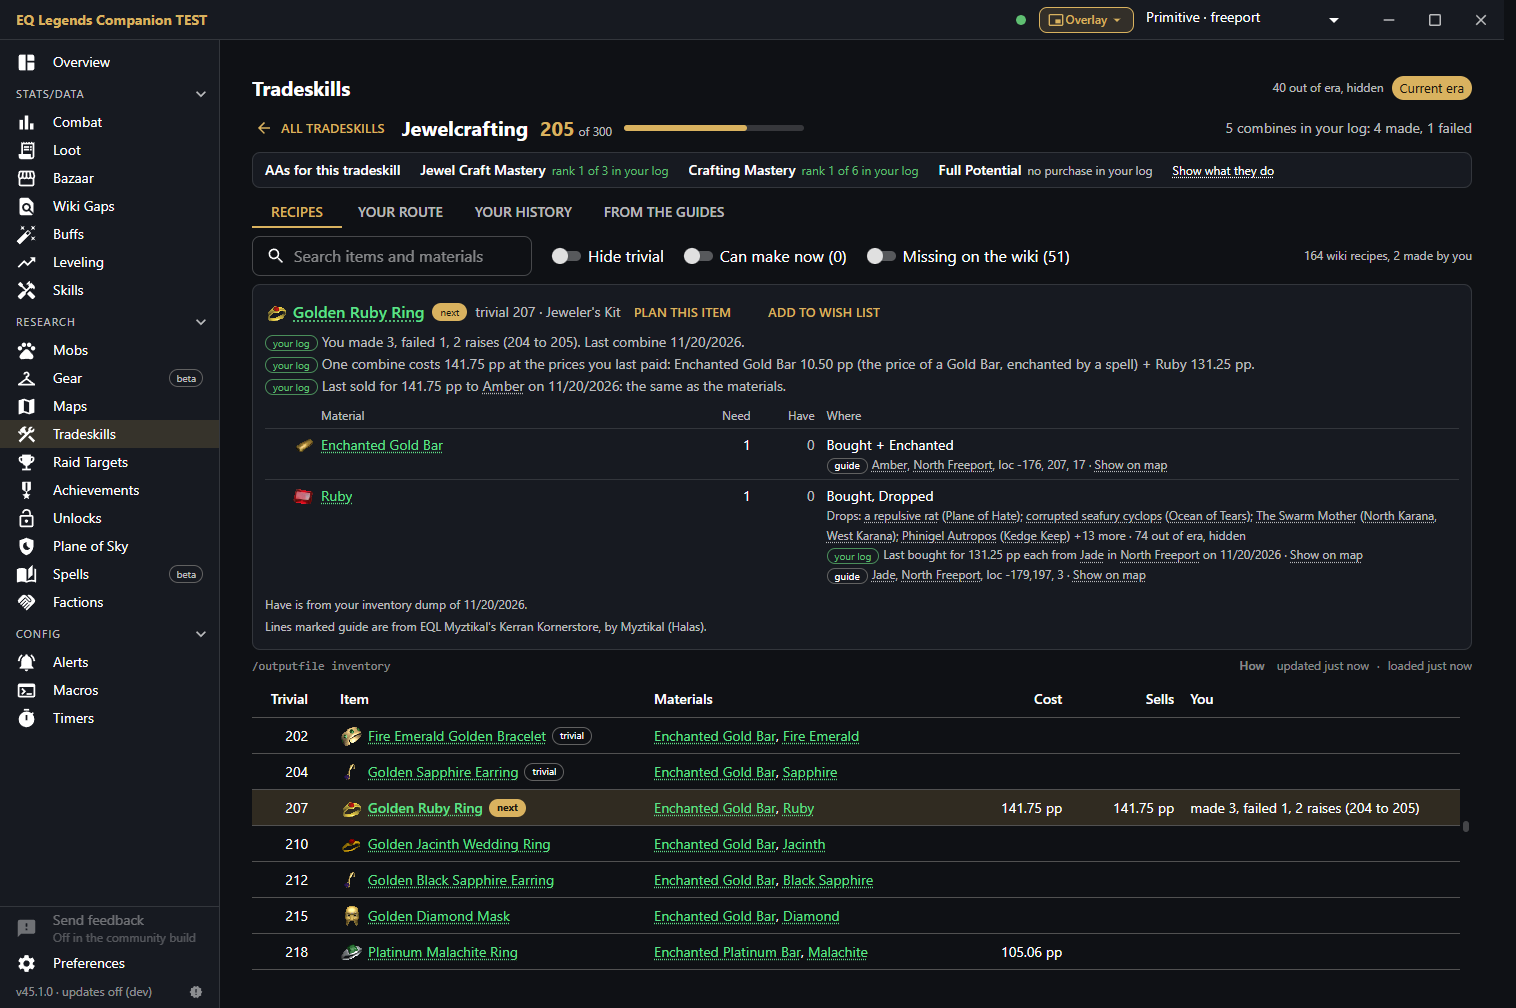 EQ Legends Companion TEST
Overlay
Primitive · freeport
Overview
STATS/DATA
Combat
Loot
Bazaar
Wiki Gaps
Buffs
Leveling
Skills
RESEARCH
Mobs
Gear beta
Maps
Tradeskills
Raid Targets
Achievements
Unlocks
Plane of Sky
Spells beta
Factions
CONFIG
Alerts
Macros
Timers
Send feedback
Off in the community build
Preferences
v45.1.0 · updates off (dev)
Tradeskills
40 out of era, hidden Current era
ALL TRADESKILLS Jewelcrafting 205 of 300
5 combines in your log: 4 made, 1 failed
AAs for this tradeskill Jewel Craft Mastery rank 1 of 3 in your log Crafting Mastery rank 1 of 6 in your log Full Potential no purchase in your log Show what they do
RECIPES YOUR ROUTE YOUR HISTORY FROM THE GUIDES
Search items and materials Hide trivial Can make now (0) Missing on the wiki (51)
164 wiki recipes, 2 made by you
Golden Ruby Ring next trivial 207 · Jeweler's Kit PLAN THIS ITEM ADD TO WISH LIST
your log You made 3, failed 1, 2 raises (204 to 205). Last combine 11/20/2026.
your log One combine costs 141.75 pp at the prices you last paid: Enchanted Gold Bar 10.50 pp (the price of a Gold Bar, enchanted by a spell) + Ruby 131.25 pp.
your log Last sold for 141.75 pp to Amber on 11/20/2026: the same as the materials.
Material Need Have Where
Enchanted Gold Bar 1 0 Bought + Enchanted
guide Amber, North Freeport, loc -176, 207, 17 · Show on map
Ruby 1 0 Bought, Dropped
Drops: a repulsive rat (Plane of Hate); corrupted seafury cyclops (Ocean of Tears); The Swarm Mother (North Karana,
West Karana); Phinigel Autropos (Kedge Keep) +13 more · 74 out of era, hidden
your log Last bought for 131.25 pp each from Jade in North Freeport on 11/20/2026 · Show on map
guide Jade, North Freeport, loc -179,197, 3 · Show on map
Have is from your inventory dump of 11/20/2026.
Lines marked guide are from EQL Myztikal's Kerran Kornerstore, by Myztikal (Halas).
/outputfile inventory
How updated just now · loaded just now
Trivial Item Materials Cost Sells You
202 Fire Emerald Golden Bracelet trivial Enchanted Gold Bar, Fire Emerald
204 Golden Sapphire Earring trivial Enchanted Gold Bar, Sapphire
207 Golden Ruby Ring next Enchanted Gold Bar, Ruby 141.75 pp 141.75 pp made 3, failed 1, 2 raises (204 to 205)
210 Golden Jacinth Wedding Ring Enchanted Gold Bar, Jacinth
212 Golden Black Sapphire Earring Enchanted Gold Bar, Black Sapphire
215 Golden Diamond Mask Enchanted Gold Bar, Diamond
218 Platinum Malachite Ring Enchanted Platinum Bar, Malachite 105.06 pp